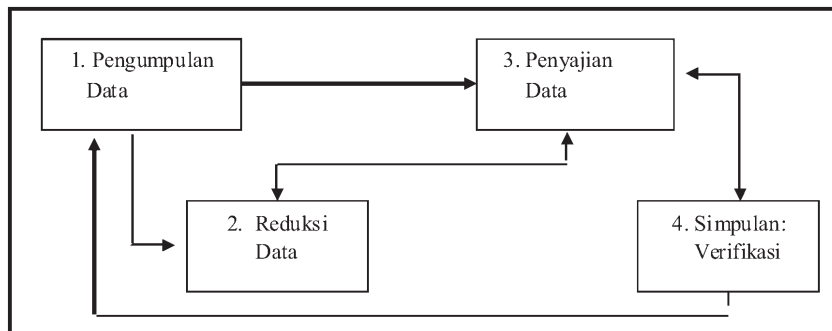 1. Pengumpulan
Data
3. Penyajian
Data
2. Reduksi
Data
4. Simpulan:
Verifikasi